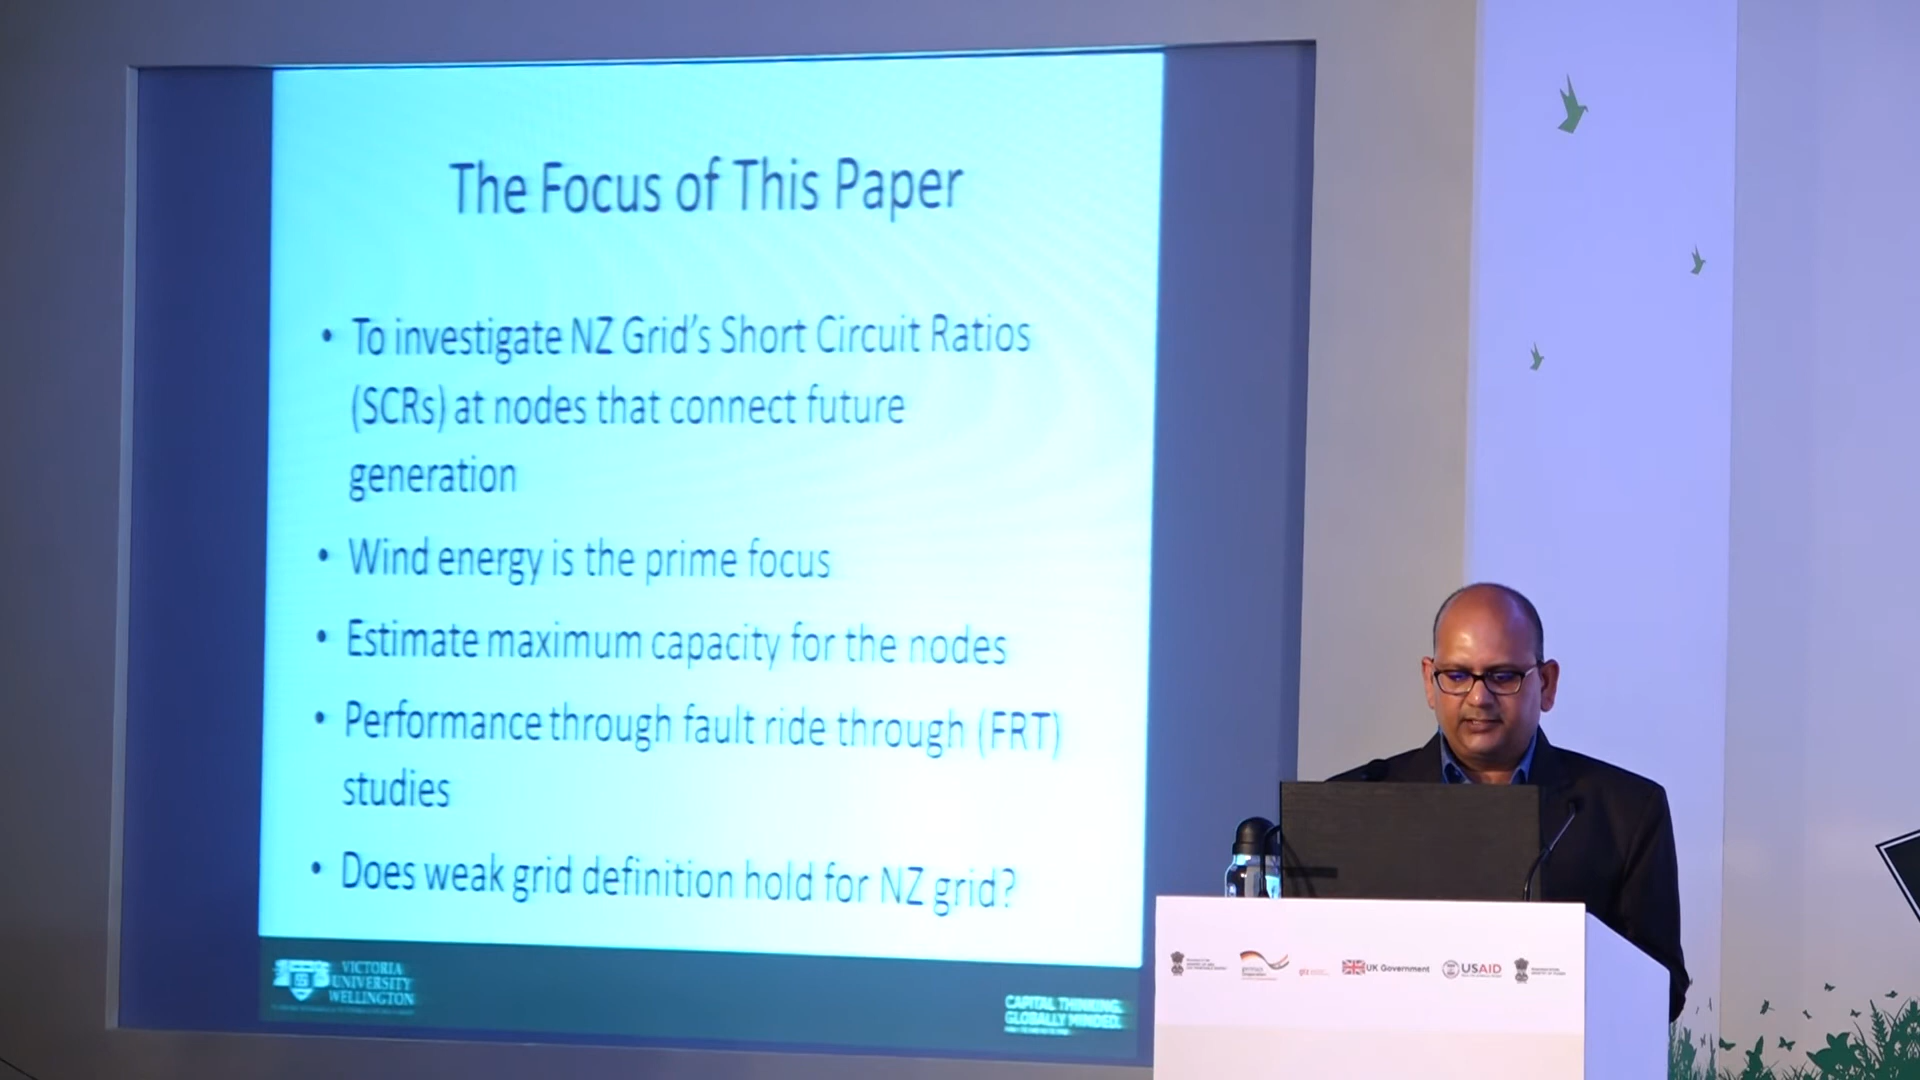 The Focus of This Paper
• To investigate NZ Grid's Short Circuit Ratios
(SCRs) at nodes that connect future
generation
• Wind energy is the prime focus
• Estimate maximum capacity for the nodes
• Performance through fault ride through (FRT)
studies
• Does weak grid definition hold for NZ grid?
VICTORIA
UNIVERSITY
WELLINGTON
CAPITAL THINKING.
GLOBALLY MINDED.
giz
UK Government
USAID